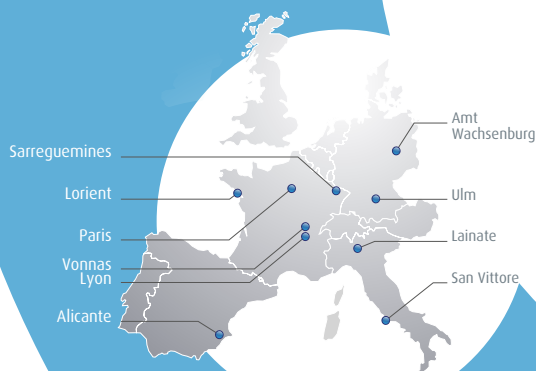 Sarreguemines
Lorient
Paris
Vonnas
Lyon
Alicante
Amt
Wachsenburg
Ulm
Lainate
San Vittore